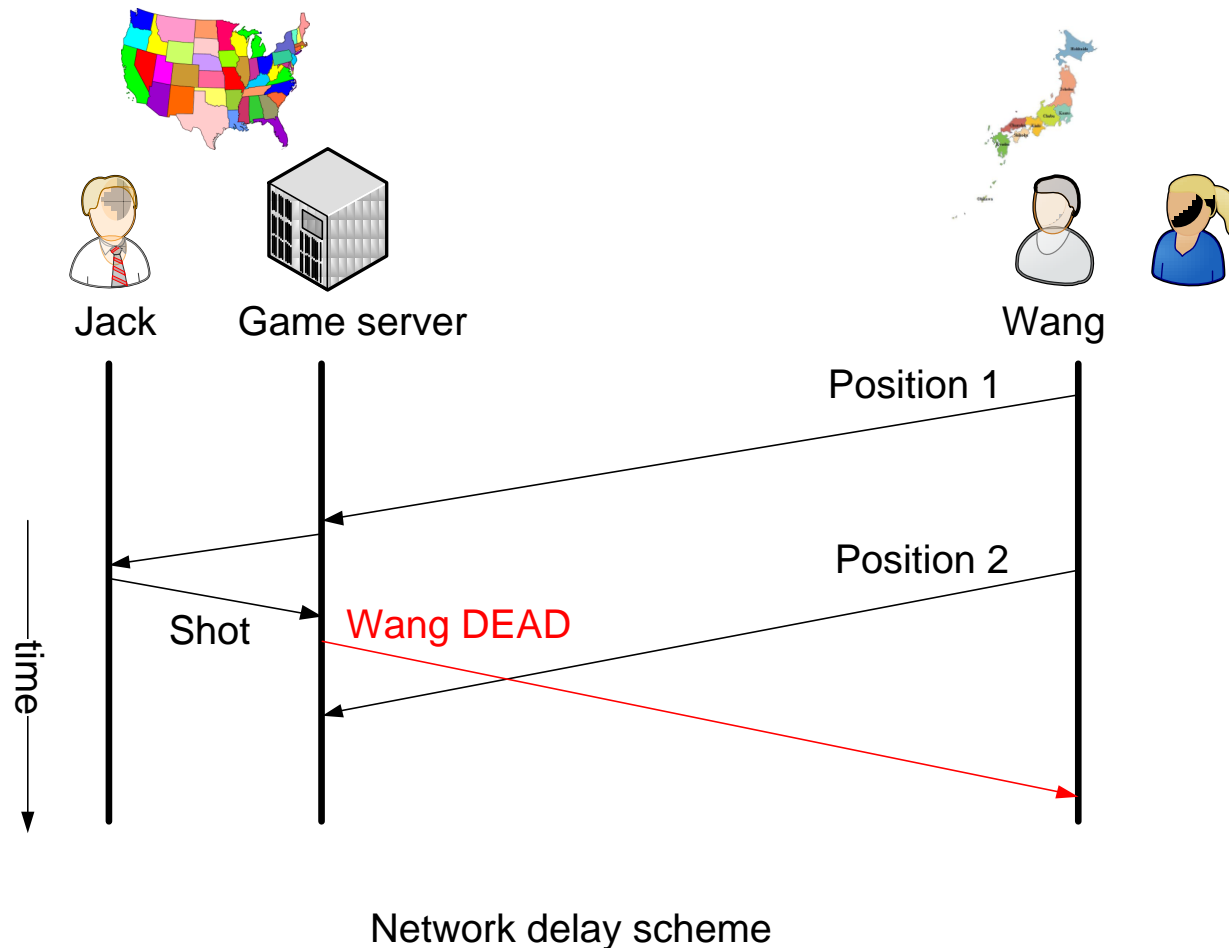 Jack
Game server
Wang
Position 1
Position 2
Shot
Wang DEAD
time
Network delay scheme